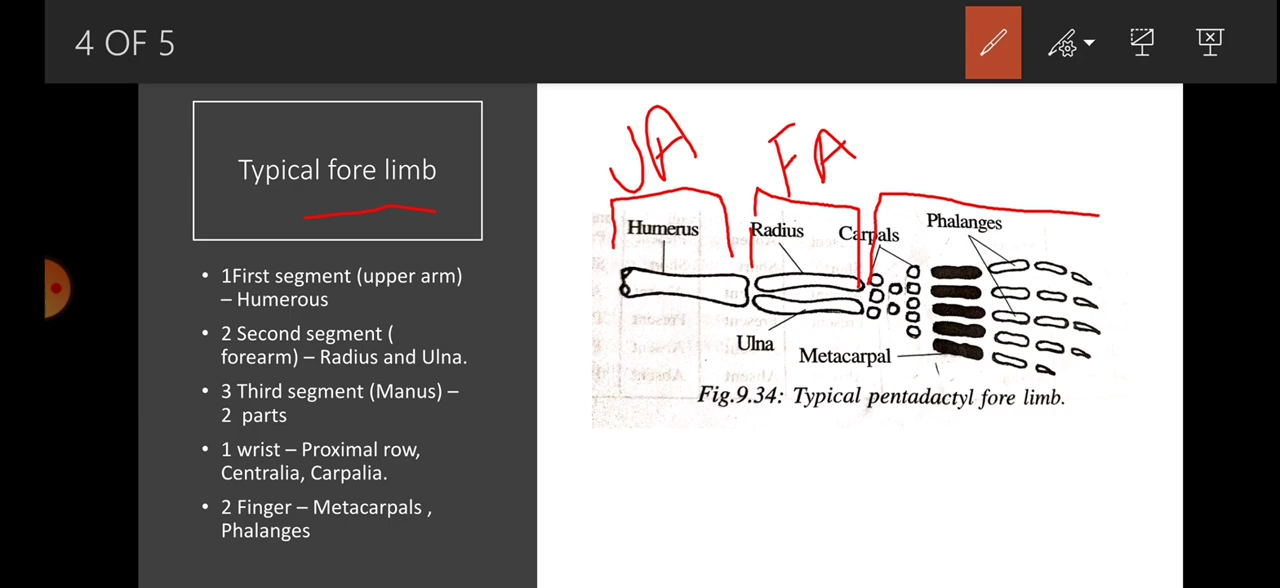 4 OF 5
Typical fore limb
• 1First segment (upper arm)
– Humerous
• 2 Second segment (
forearm) – Radius and Ulna.
• 3 Third segment (Manus) –
2 parts
• 1 wrist – Proximal row,
Centralia, Carpalia.
• 2 Finger – Metacarpals ,
Phalanges
UA
FA
Humerus
Radius
Carpals
Phalanges
Ulna
Metacarpal
Fig.9.34: Typical pentadactyl fore limb.